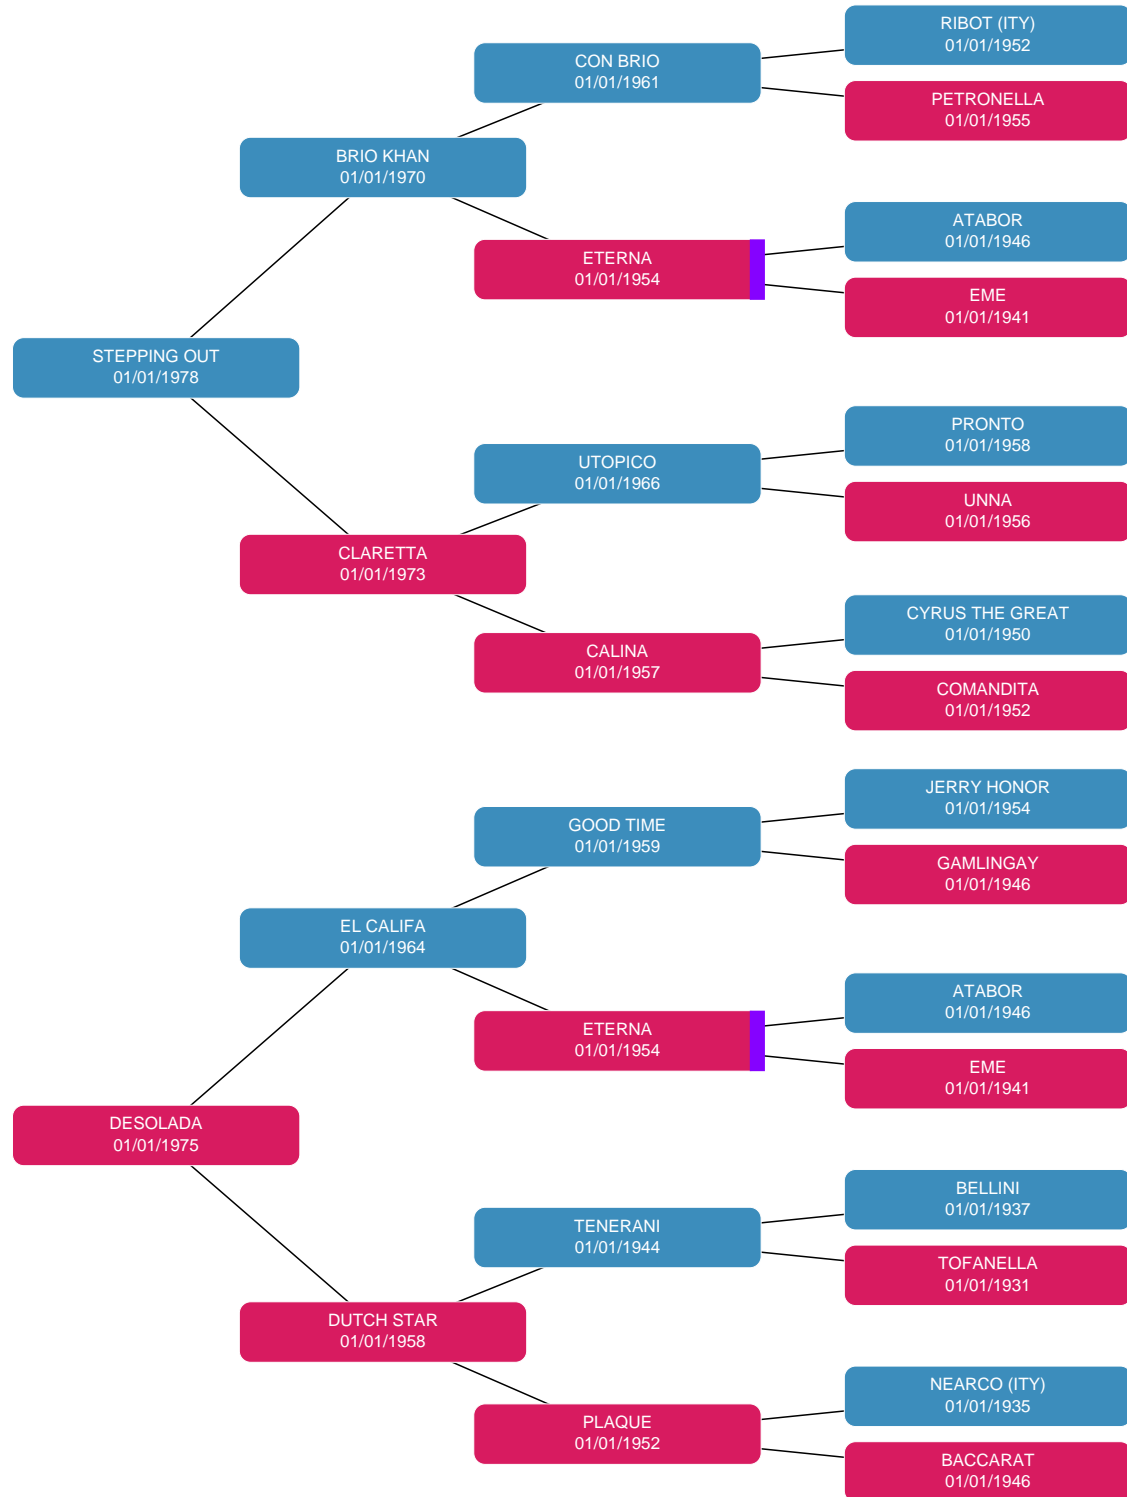 RIBOT (ITY)
01/01/1952
CON BRIO
01/01/1961
PETRONELLA
01/01/1955
BRIO KHAN
01/01/1970
ATABOR
01/01/1946
ETERNA
01/01/1954
EME
01/01/1941
STEPPING OUT
01/01/1978
PRONTO
01/01/1958
UTOPICO
01/01/1966
UNNA
01/01/1956
CLARETTA
01/01/1973
CYRUS THE GREAT
01/01/1950
CALINA
01/01/1957
COMANDITA
01/01/1952
JERRY HONOR
01/01/1954
GOOD TIME
01/01/1959
GAMLINGAY
01/01/1946
EL CALIFA
01/01/1964
ATABOR
01/01/1946
ETERNA
01/01/1954
EME
01/01/1941
DESOLADA
01/01/1975
BELLINI
01/01/1937
TENERANI
01/01/1944
TOFANELLA
01/01/1931
DUTCH STAR
01/01/1958
NEARCO (ITY)
01/01/1935
PLAQUE
01/01/1952
BACCARAT
01/01/1946